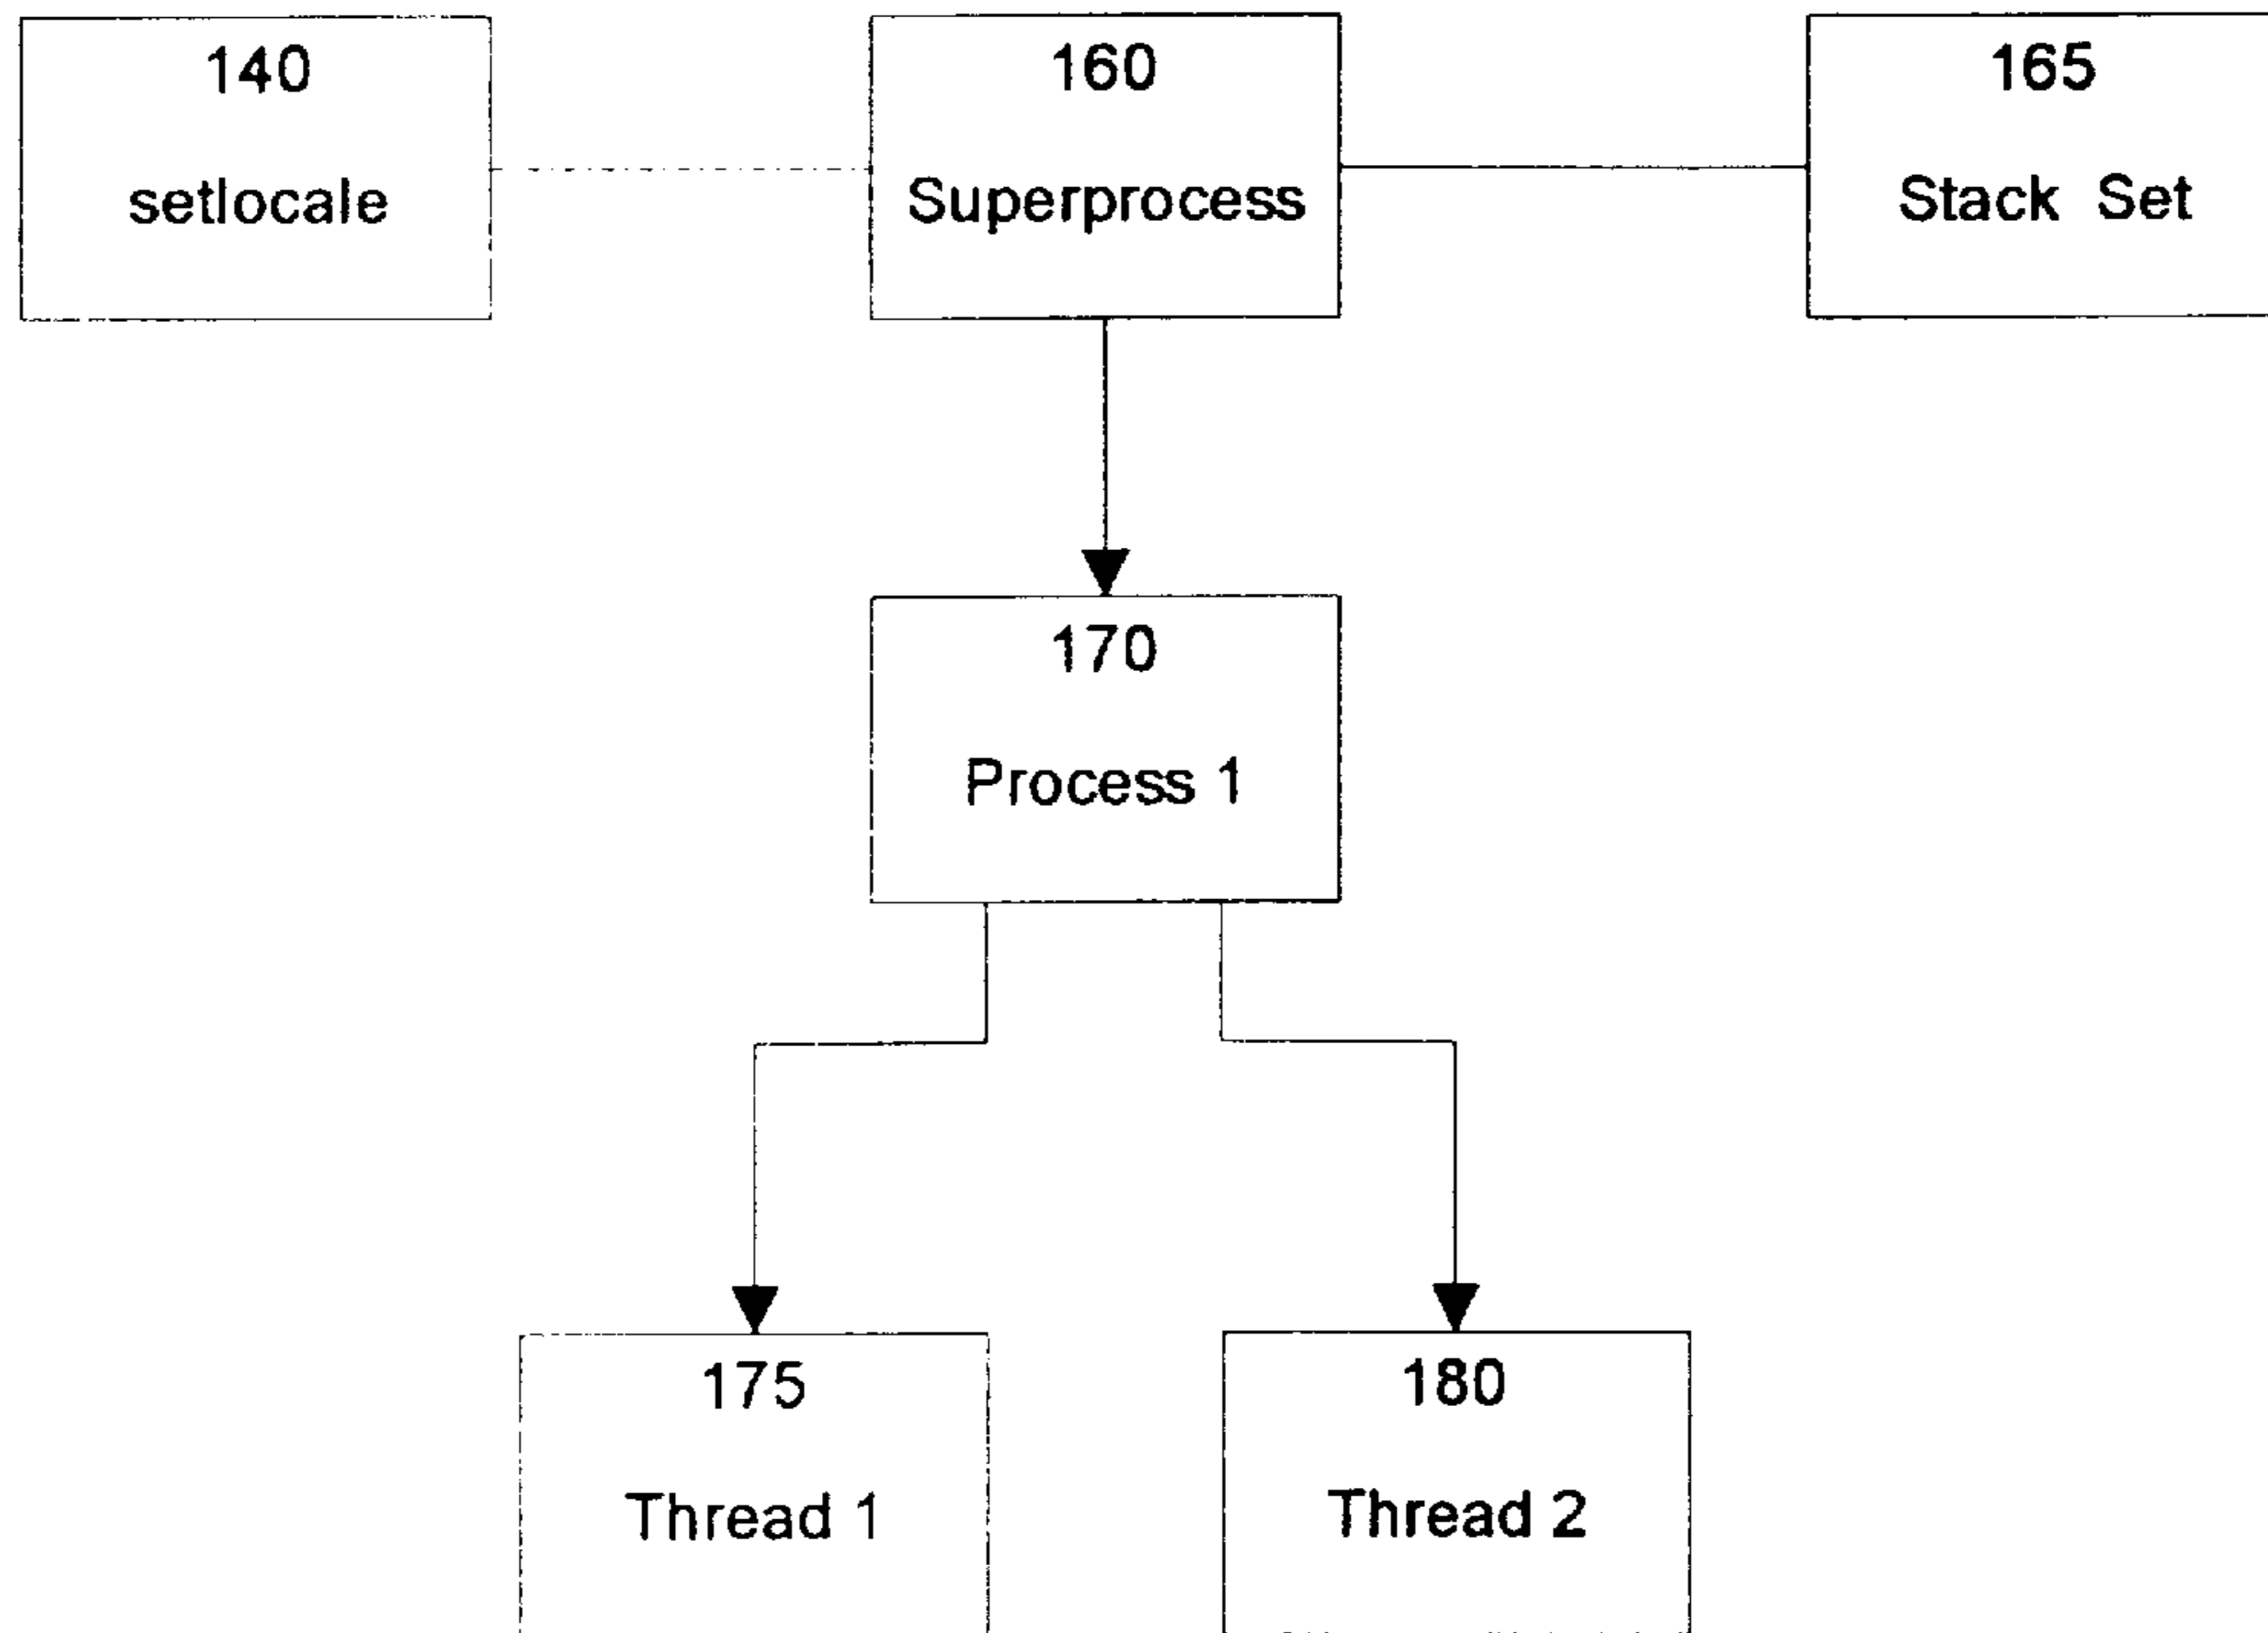 140
setlocale
160
Superprocess
165
Stack Set
170
Process 1
175
Thread 1
180
Thread 2